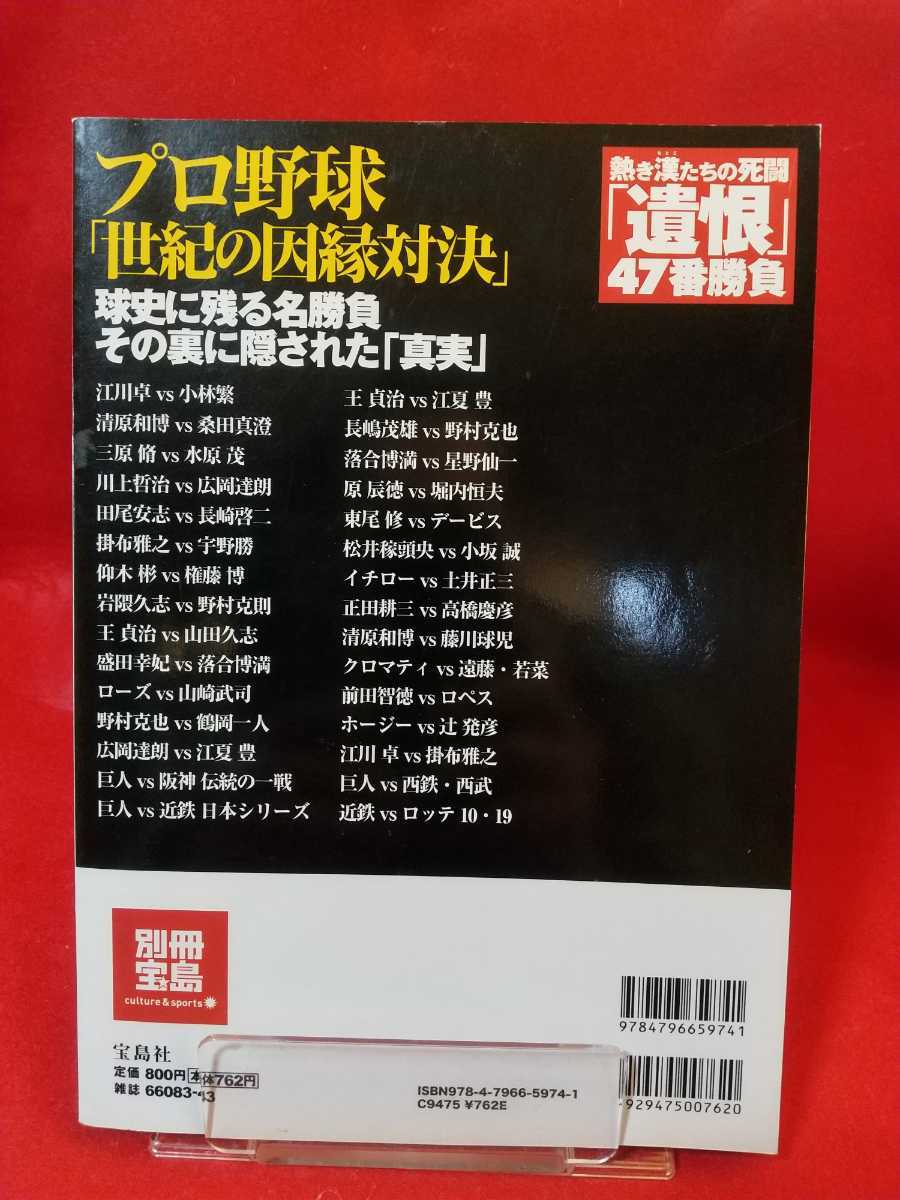 プロ野球
「世紀の因縁対決」
球史に残る名勝負
その裏に隠された「真実」
熱き漢たちの死闘
おとこ
「遺恨」
47番勝負
江川卓 vs 小林繁
清原和博 vs 桑田真澄
三原 脩 vs 水原 茂
川上哲治 vs 広岡達朗
田尾安志 vs 長崎啓二
掛布雅之 vs 宇野勝
仰木 彬 vs 権藤 博
岩隈久志 vs 野村克則
王 貞治 vs 山田久志
盛田幸妃 vs 落合博満
ローズ vs 山崎武司
野村克也 vs 鶴岡一人
広岡達朗 vs 江夏 豊
巨人 vs 阪神 伝統の一戦
巨人 vs 近鉄 日本シリーズ
王 貞治 vs 江夏 豊
長嶋茂雄 vs 野村克也
落合博満 vs 星野仙一
原 辰徳 vs 堀内恒夫
東尾 修 vs デービス
松井稼頭央 vs 小坂 誠
イチロー vs 土井正三
正田耕三 vs 高橋慶彦
清原和博 vs 藤川球児
クロマティ vs 遠藤・若菜
前田智徳 vs ロペス
ホージー vs 辻 発彦
江川 卓 vs 掛布雅之
巨人 vs 西鉄・西武
近鉄 vs ロッテ 10・19
別冊
宝島
culture & sports
宝島社
定価 800円 本体762円
雑誌 66083-43
9784796659741
ISBN978-4-7966-5974-1
C9475 ¥762E
929475007620